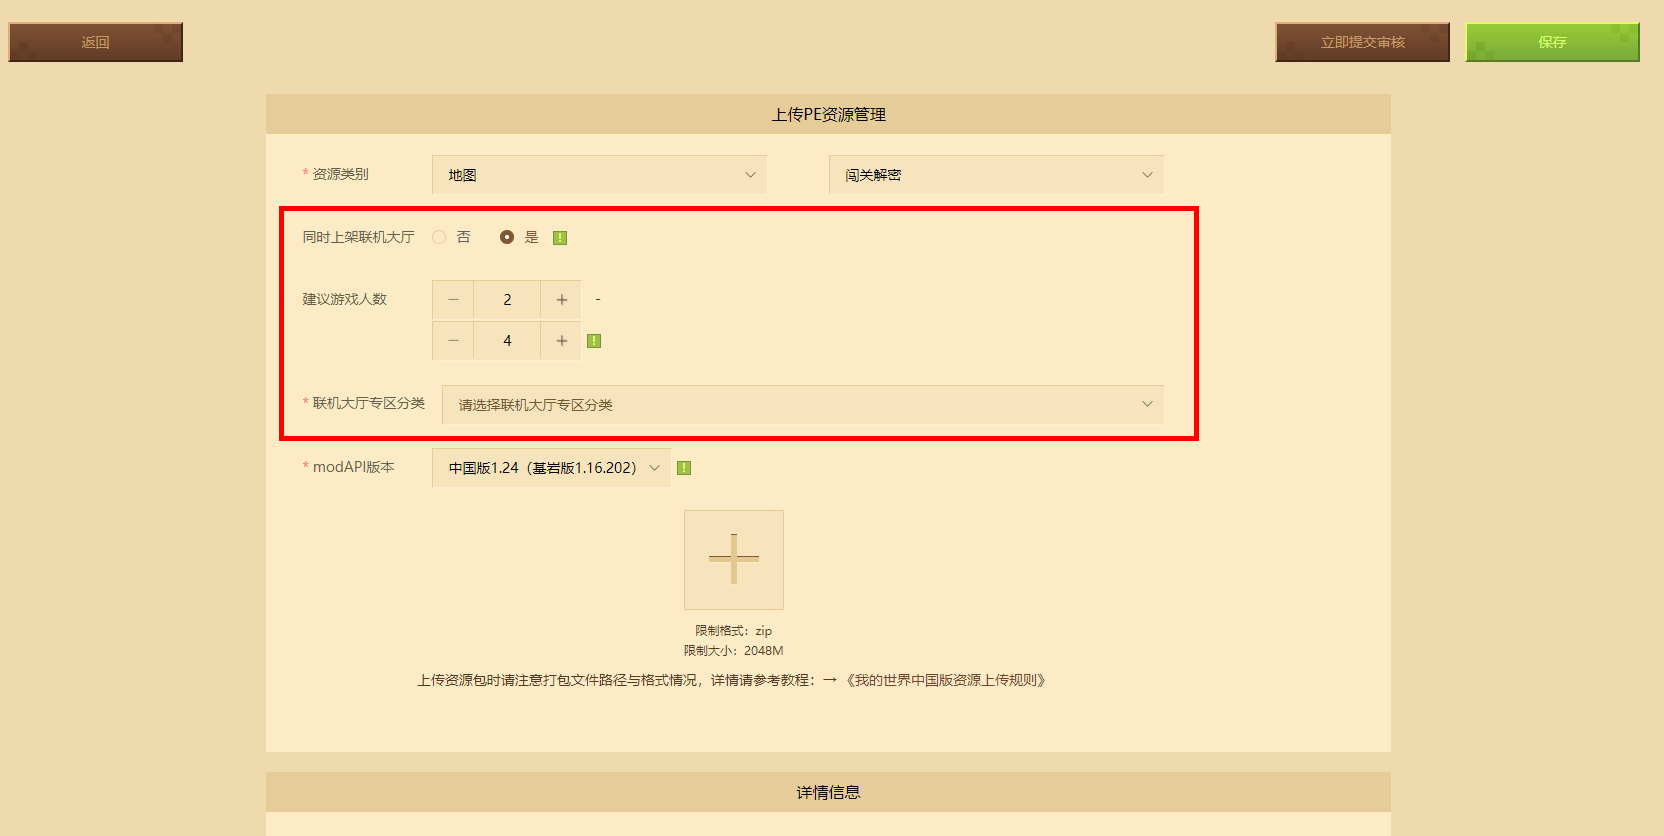 返回
立即提交审核
保存
上传PE资源管理
* 资源类别
地图
闯关解密
同时上架联机大厅
否
是
!
建议游戏人数
− 2 + -
− 4 +
!
* 联机大厅专区分类
请选择联机大厅专区分类
* modAPI版本
中国版1.24（基岩版1.16.202）
!
限制格式：zip
限制大小：2048M
上传资源包时请注意打包文件路径与格式情况，详情请参考教程：→ 《我的世界中国版资源上传规则》
详情信息